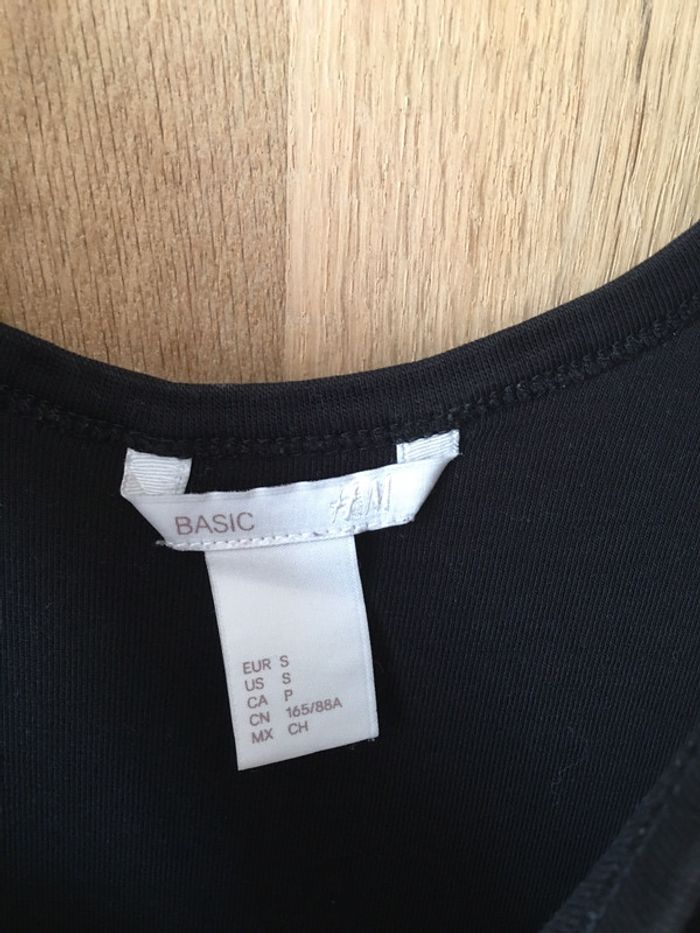 BASIC H&M
EUR S
US S
CA P
CN 165/88A
MX CH